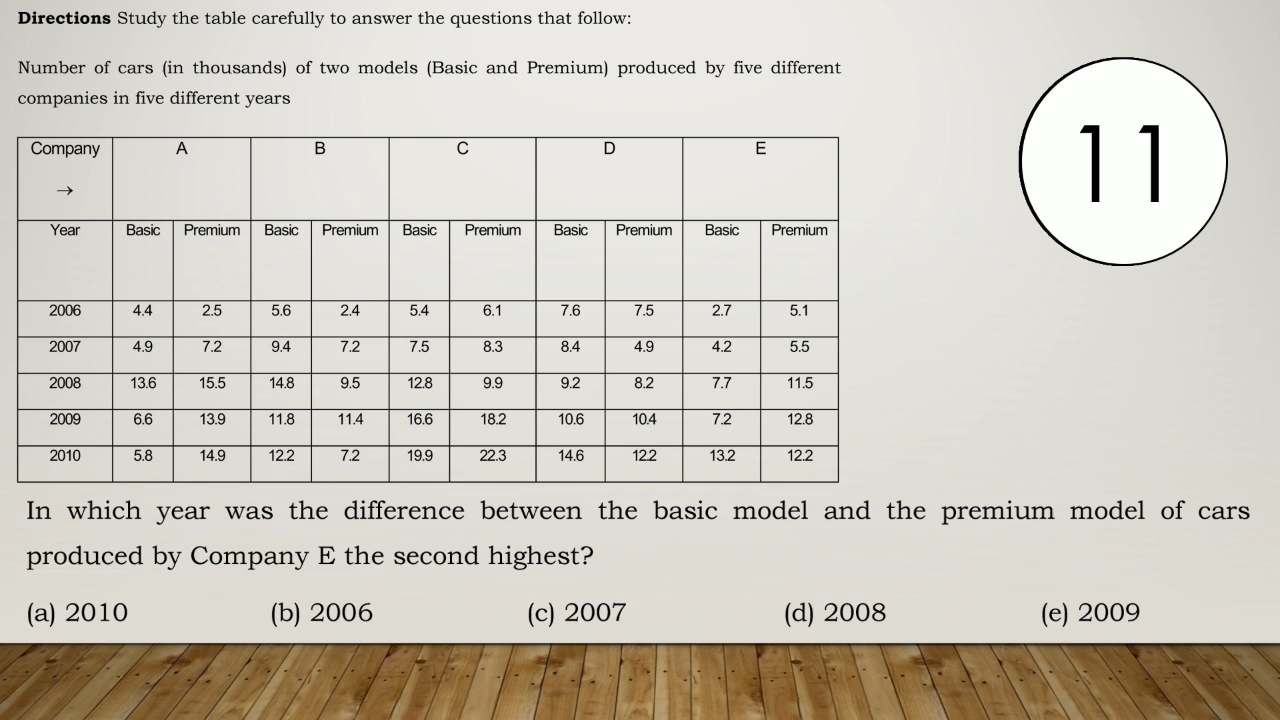 Directions Study the table carefully to answer the questions that follow:
Number of cars (in thousands) of two models (Basic and Premium) produced by five different
companies in five different years
11
Company → A B C D E
Year Basic Premium Basic Premium Basic Premium Basic Premium Basic Premium
2006 4.4 2.5 5.6 2.4 5.4 6.1 7.6 7.5 2.7 5.1
2007 4.9 7.2 9.4 7.2 7.5 8.3 8.4 4.9 4.2 5.5
2008 13.6 15.5 14.8 9.5 12.8 9.9 9.2 8.2 7.7 11.5
2009 6.6 13.9 11.8 11.4 16.6 18.2 10.6 10.4 7.2 12.8
2010 5.8 14.9 12.2 7.2 19.9 22.3 14.6 12.2 13.2 12.2
In which year was the difference between the basic model and the premium model of cars
produced by Company E the second highest?
(a) 2010 (b) 2006 (c) 2007 (d) 2008 (e) 2009